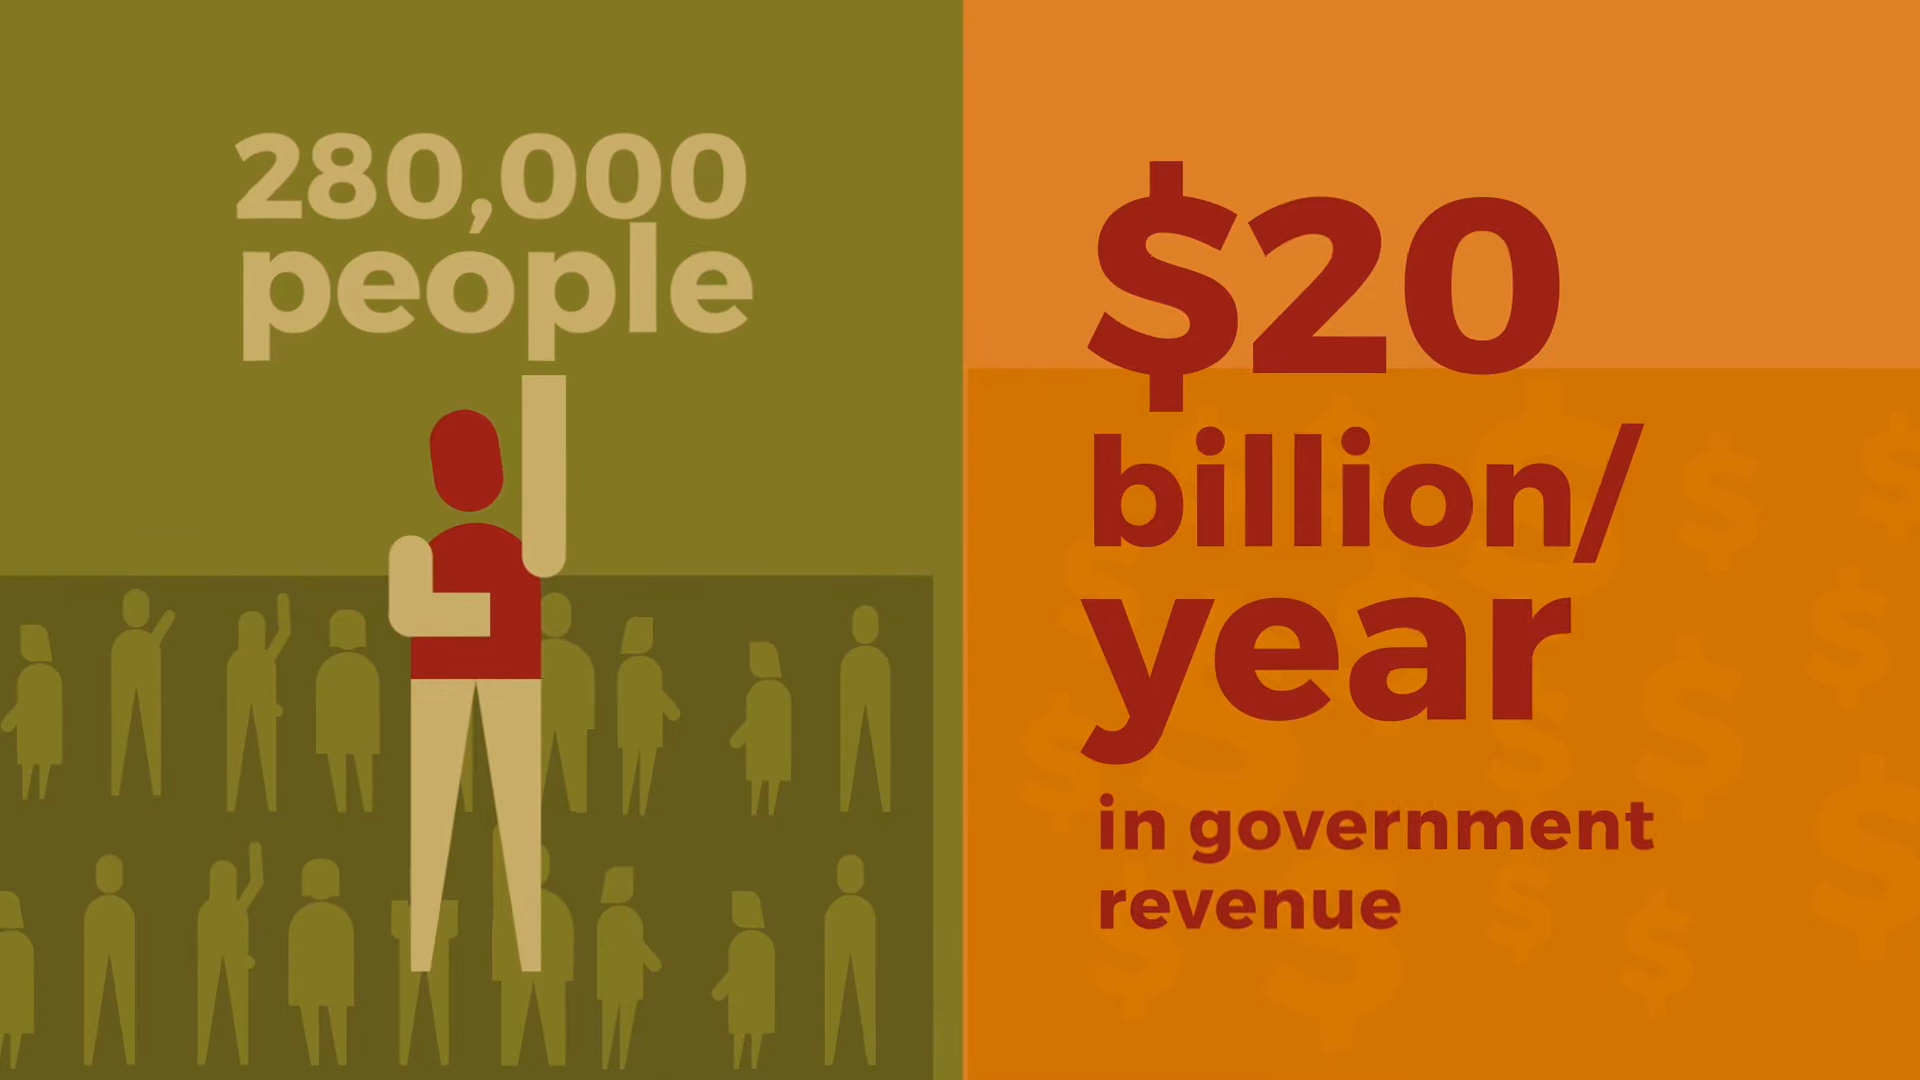 280,000
people
$20
billion/
year
in government
revenue